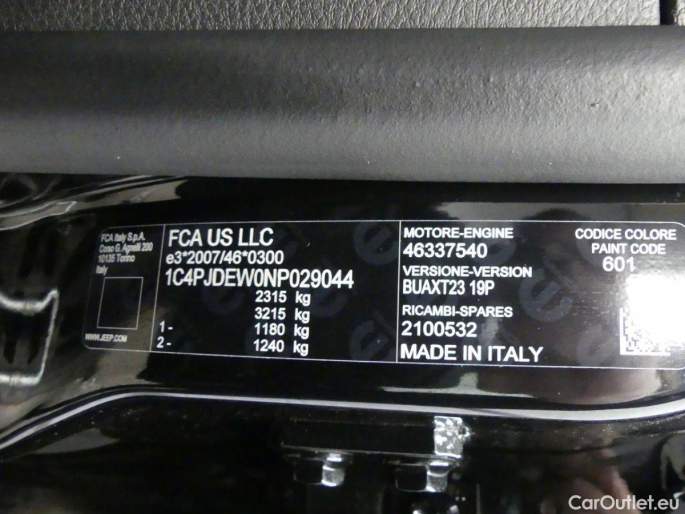 FCA Italy S.p.A.
Corso G. Agnelli 200
10135 Torino
Italy
WWW.JEEP.COM
FCA US LLC
e3*2007/46*0300
1C4PJDEW0NP029044
2315 kg
3215 kg
1- 1180 kg
2- 1240 kg
MOTORE-ENGINE
46337540
VERSIONE-VERSION
BUAXT23 19P
RICAMBI-SPARES
2100532
MADE IN ITALY
CODICE COLORE
PAINT CODE
601
CarOutlet.eu